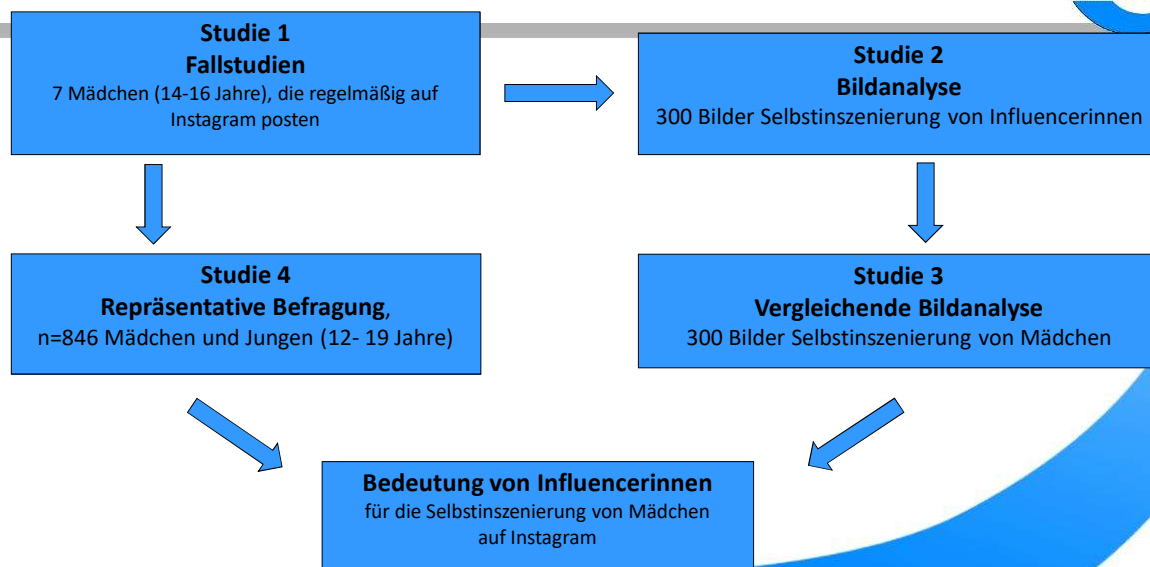 Studie 1
Fallstudien
7 Mädchen (14-16 Jahre), die regelmäßig auf
Instagram posten
Studie 2
Bildanalyse
300 Bilder Selbstinszenierung von Influencerinnen
Studie 4
Repräsentative Befragung,
n=846 Mädchen und Jungen (12- 19 Jahre)
Studie 3
Vergleichende Bildanalyse
300 Bilder Selbstinszenierung von Mädchen
Bedeutung von Influencerinnen
für die Selbstinszenierung von Mädchen
auf Instagram